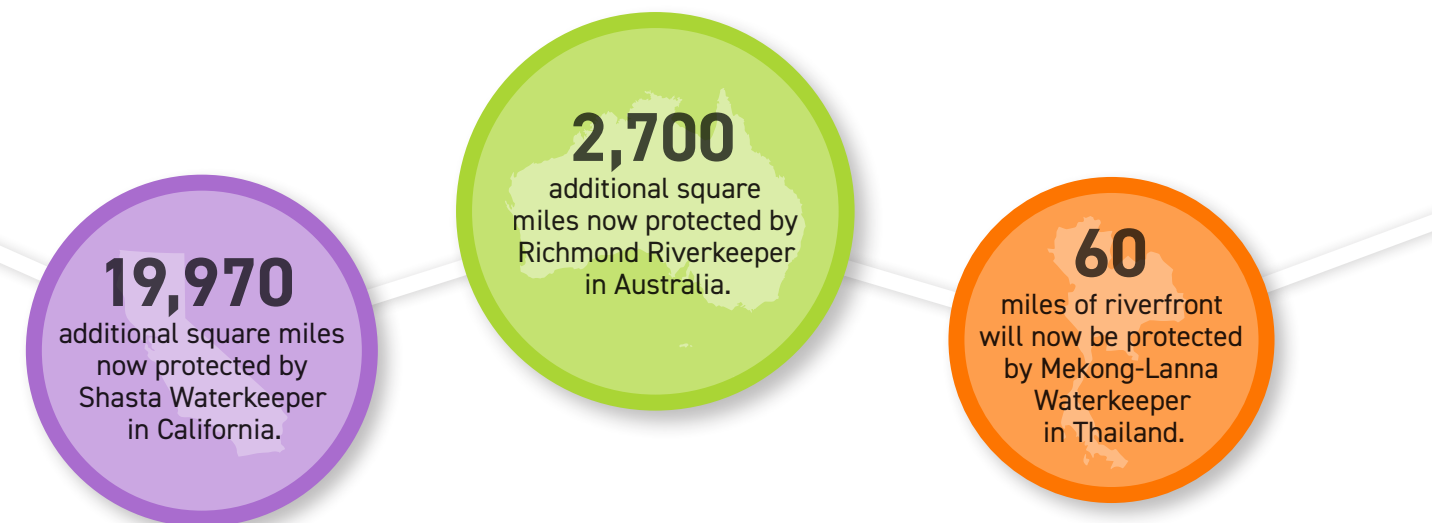 19,970
additional square miles
now protected by
Shasta Waterkeeper
in California.
2,700
additional square
miles now protected by
Richmond Riverkeeper
in Australia.
60
miles of riverfront
will now be protected
by Mekong-Lanna
Waterkeeper
in Thailand.